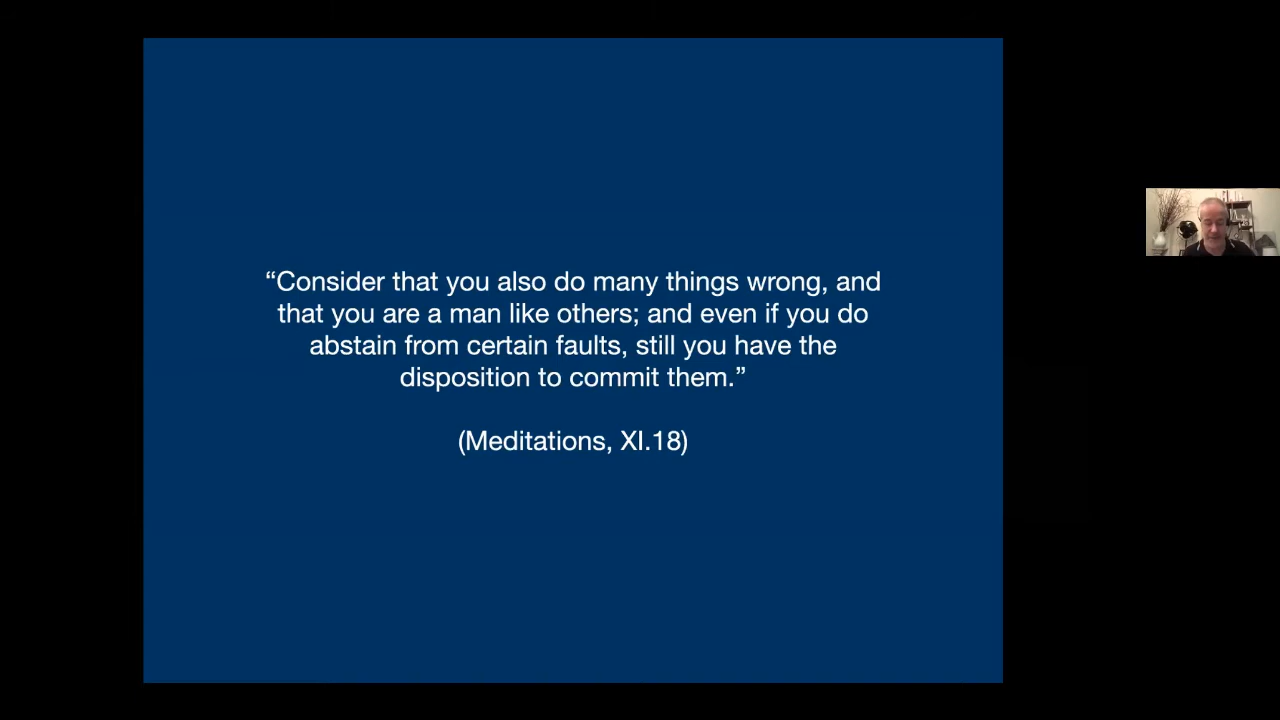 “Consider that you also do many things wrong, and
that you are a man like others; and even if you do
abstain from certain faults, still you have the
disposition to commit them.”
(Meditations, XI.18)